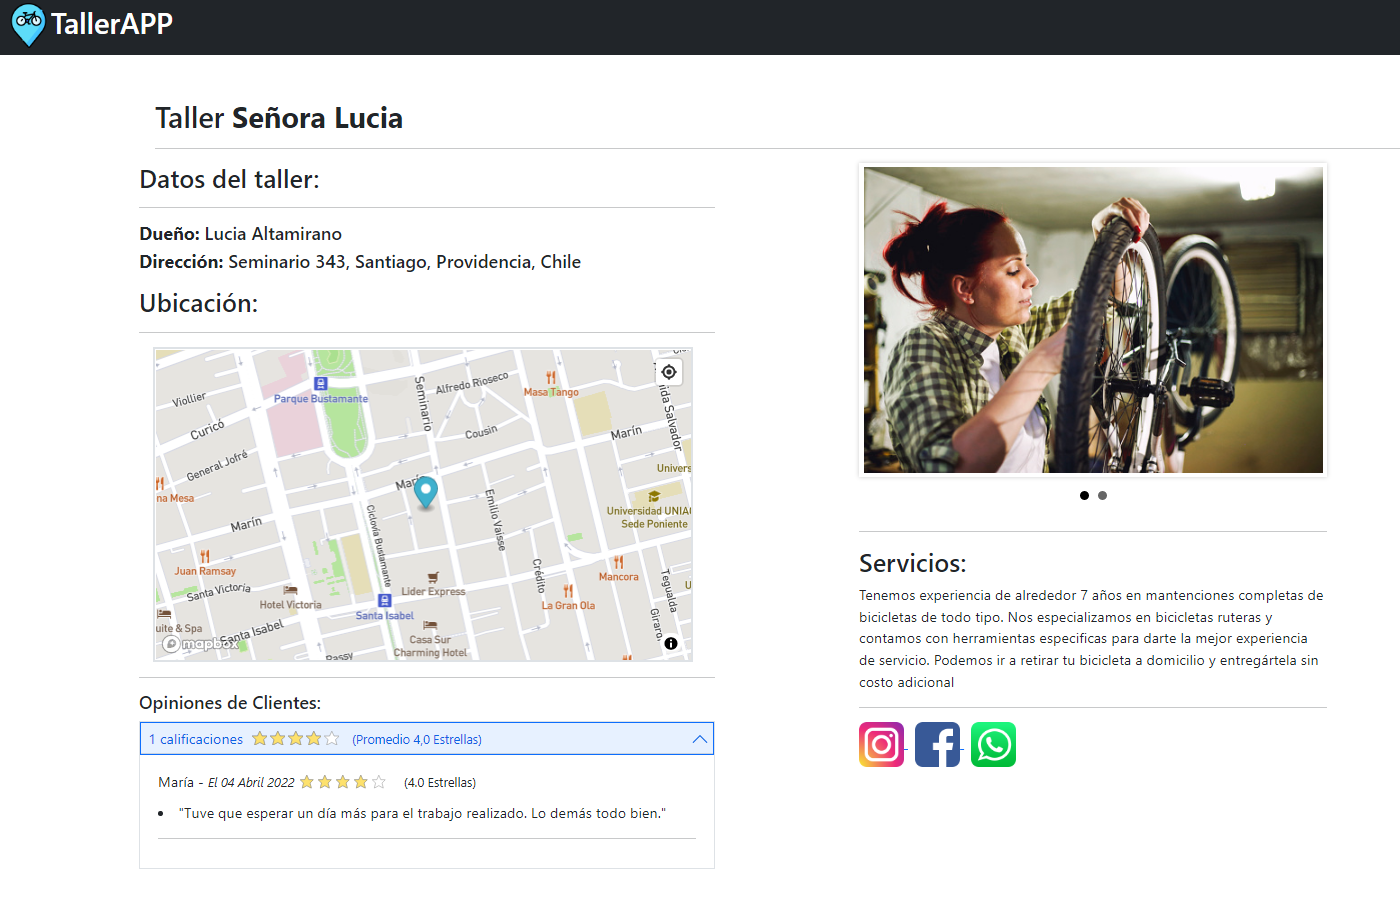 TallerAPP
Taller Señora Lucia
Datos del taller:
Dueño: Lucia Altamirano
Dirección: Seminario 343, Santiago, Providencia, Chile
Ubicación:
Viollier
Curicó
General Jofré
na Mesa
Marín
Juan Ramsay
Santa Victoría
Hotel Victoria
uite & Spa
Santa Isabel
mapbox
Parque Bustamante
Seminario
Alfredo Rioseco
Cousin
Masa Tango
Marín
nida Salvador
Univers
Universidad UNIAC
Sede Poniente
Emilio Vaisse
Ciclovía Bustamante
Lider Express
Santa Isabel
Casa Sur
Charming Hotel
Passy
Crédito
La Gran Ola
Mancora
Tegualda
Girard
Opiniones de Clientes:
1 calificaciones (Promedio 4,0 Estrellas)
María - El 04 Abril 2022 (4.0 Estrellas)
"Tuve que esperar un día más para el trabajo realizado. Lo demás todo bien."
Servicios:
Tenemos experiencia de alrededor 7 años en mantenciones completas de
bicicletas de todo tipo. Nos especializamos en bicicletas ruteras y
contamos con herramientas especificas para darte la mejor experiencia
de servicio. Podemos ir a retirar tu bicicleta a domicilio y entregártela sin
costo adicional